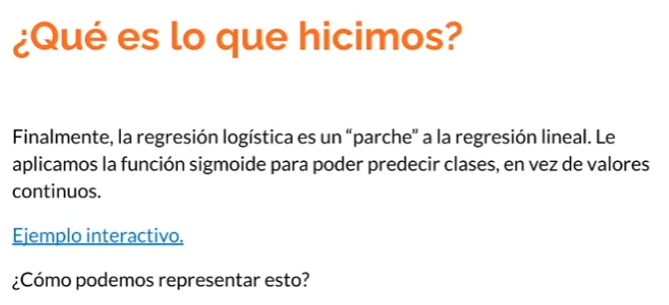 ¿Qué es lo que hicimos?
Finalmente, la regresión logística es un “parche” a la regresión lineal. Le
aplicamos la función sigmoide para poder predecir clases, en vez de valores
continuos.
Ejemplo interactivo.
¿Cómo podemos representar esto?